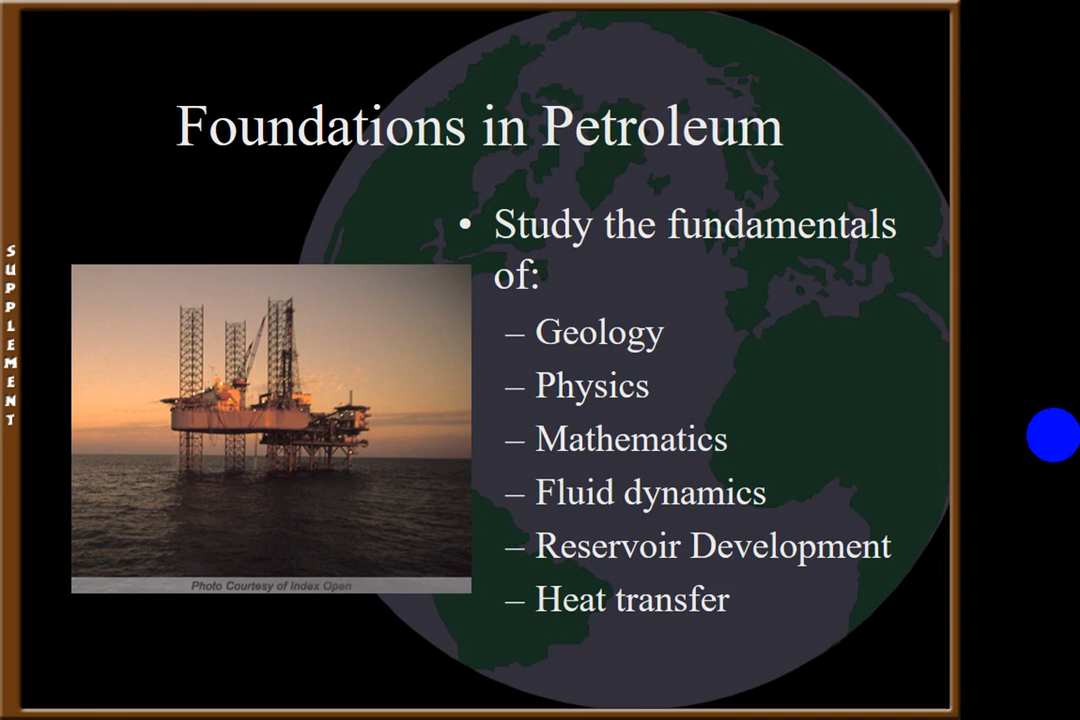 Foundations in Petroleum
• Study the fundamentals
of:
– Geology
– Physics
– Mathematics
– Fluid dynamics
– Reservoir Development
– Heat transfer
SUPPLEMENT
Photo Courtesy of Index Open